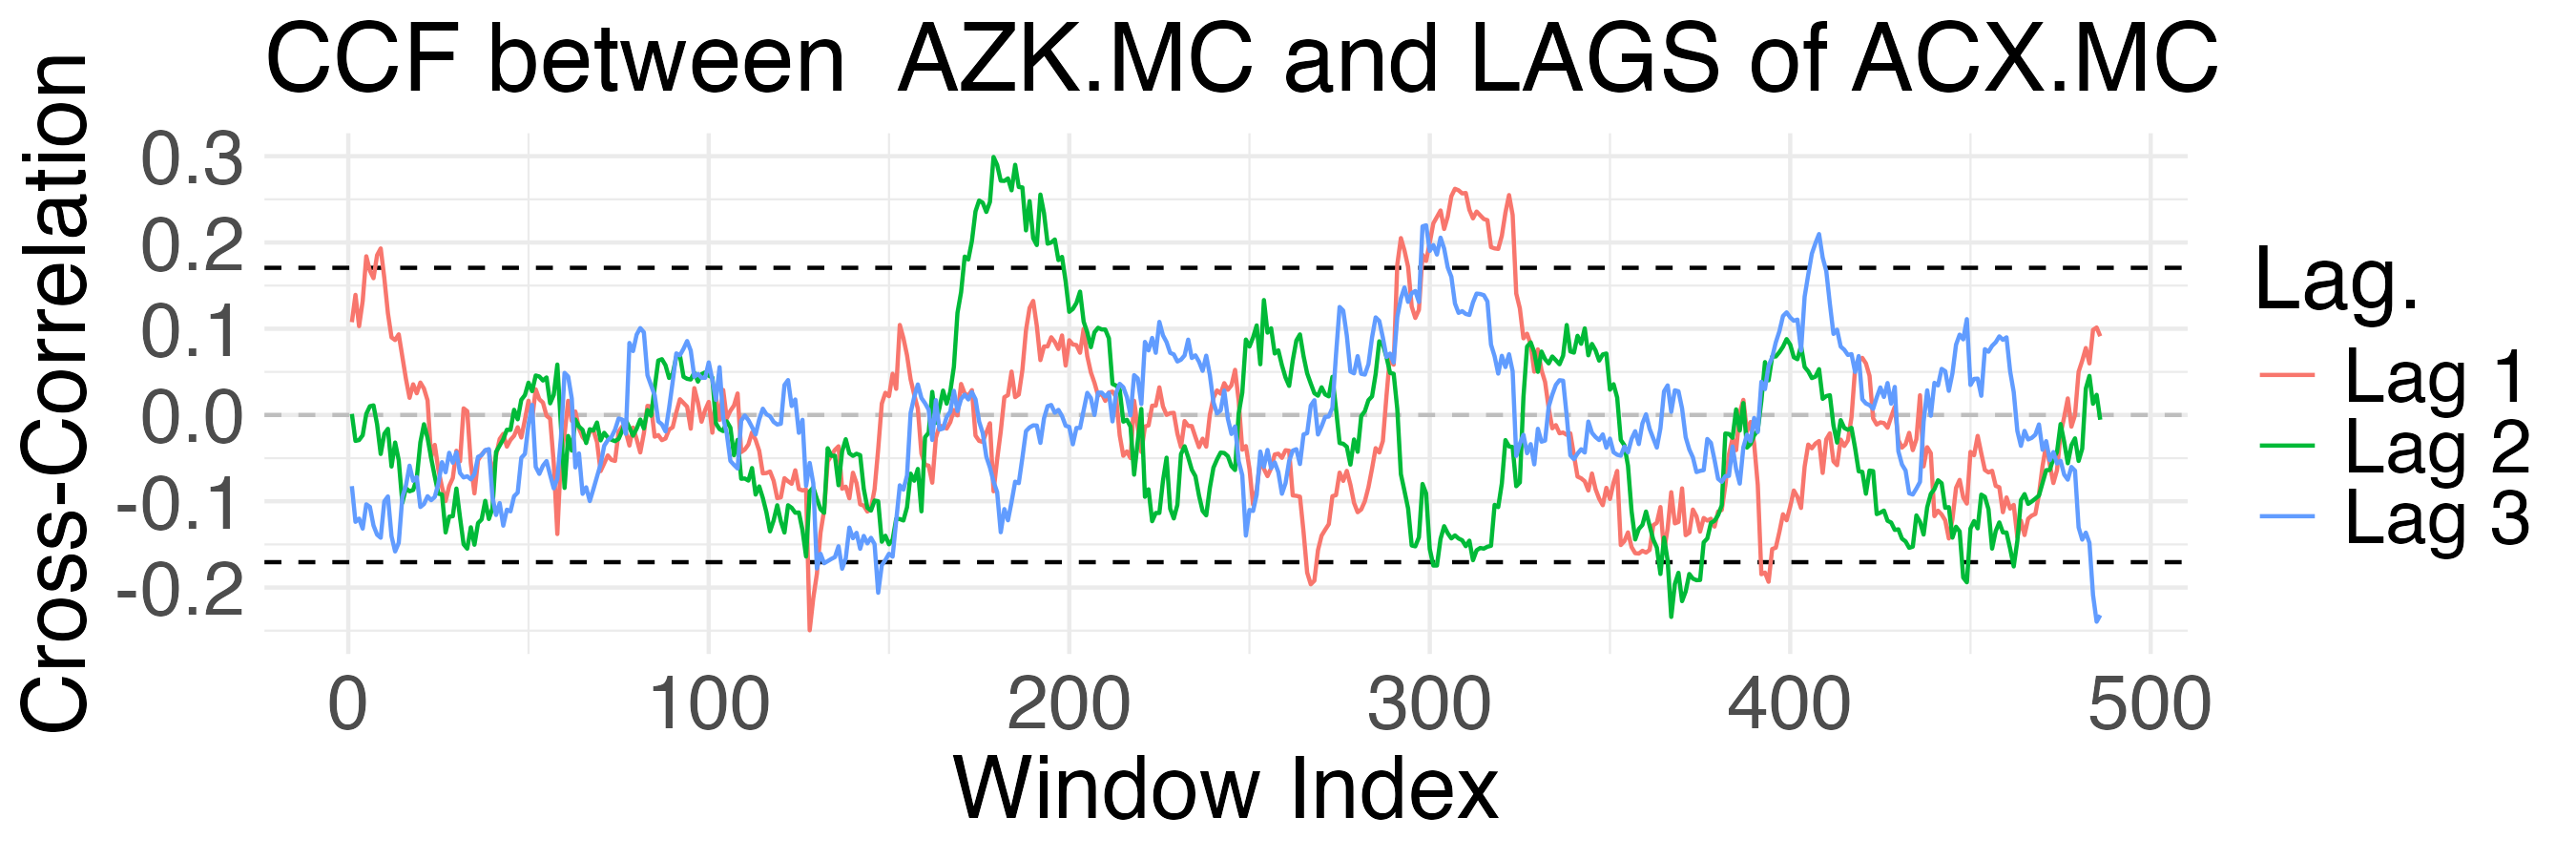 CCF between  AZK.MC and LAGS of ACX.MC
Cross-Correlation
0.3
0.2
0.1
0.0
-0.1
-0.2
0 100 200 300 400 500
Window Index
Lag.
Lag 1
Lag 2
Lag 3